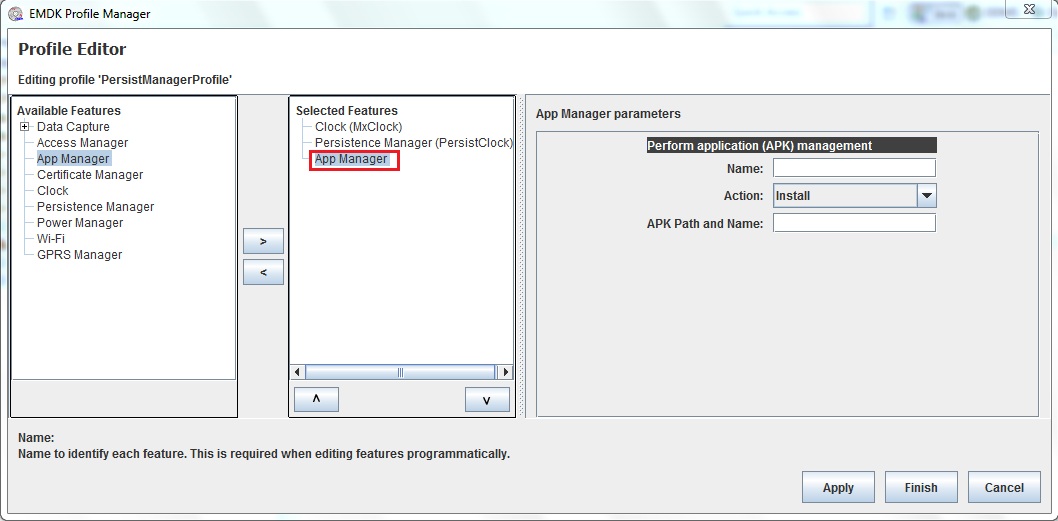 EMDK Profile Manager
Profile Editor
Editing profile 'PersistManagerProfile'
Available Features
Data Capture
Access Manager
App Manager
Certificate Manager
Clock
Persistence Manager
Power Manager
Wi-Fi
GPRS Manager
>
<
Selected Features
Clock (MxClock)
Persistence Manager (PersistClock)
App Manager
^
v
App Manager parameters
Perform application (APK) management
Name:
Action: Install
APK Path and Name:
Name:
Name to identify each feature. This is required when editing features programmatically.
Apply Finish Cancel